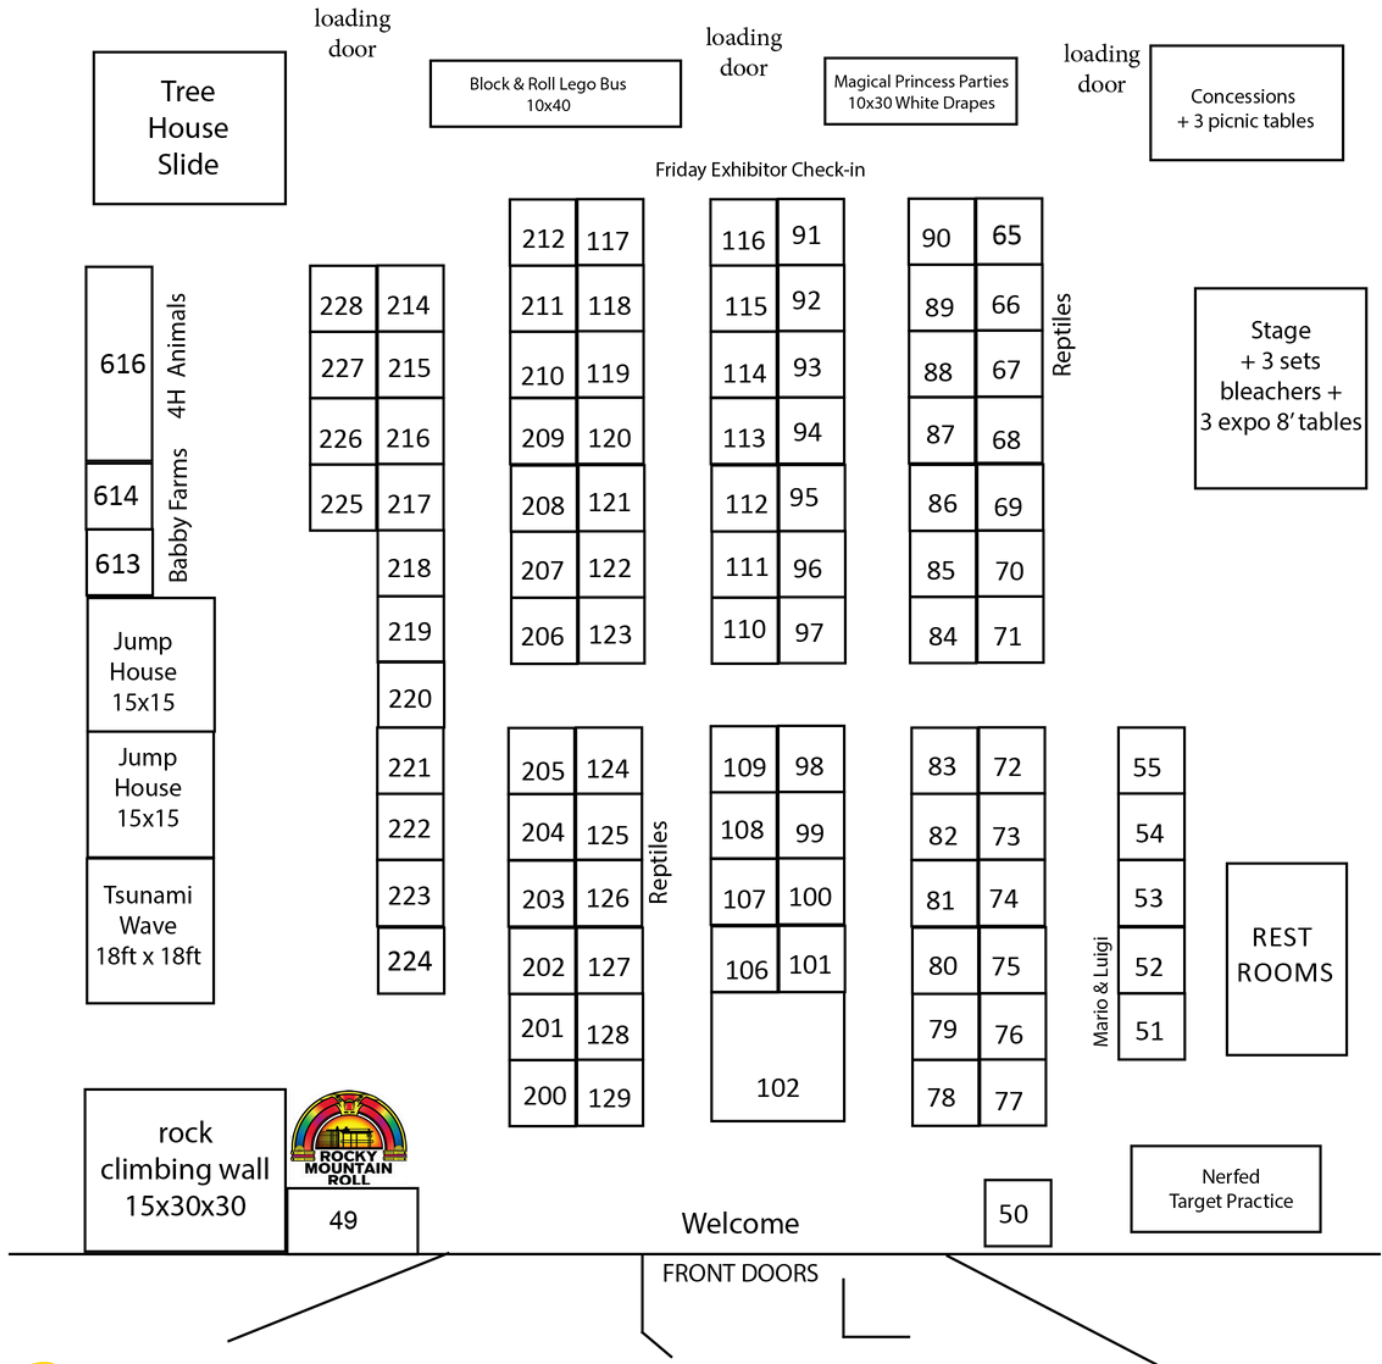 loading
door
loading
door
loading
door
Tree
House
Slide
Block & Roll Lego Bus
10x40
Magical Princess Parties
10x30 White Drapes
Concessions
+ 3 picnic tables
Friday Exhibitor Check-in
212 117 116 91 90 65
228 214 211 118 115 92 89 66
227 215 210 119 114 93 88 67
226 216 209 120 113 94 87 68
225 217 208 121 112 95 86 69
218 207 122 111 96 85 70
219 206 123 110 97 84 71
220
221 205 124 109 98 83 72 55
222 204 125 108 99 82 73 54
223 203 126 107 100 81 74 53
224 202 127 106 101 80 75 52
201 128 79 76 51
200 129 102 78 77
616
614
613
4H Animals
Babby Farms
Reptiles
Stage
+ 3 sets
bleachers +
3 expo 8' tables
Jump
House
15x15
Jump
House
15x15
Tsunami
Wave
18ft x 18ft
Reptiles
Mario & Luigi
REST
ROOMS
rock
climbing wall
15x30x30
ROCKY
MOUNTAIN
ROLL
49
Welcome
50
Nerfed
Target Practice
FRONT DOORS